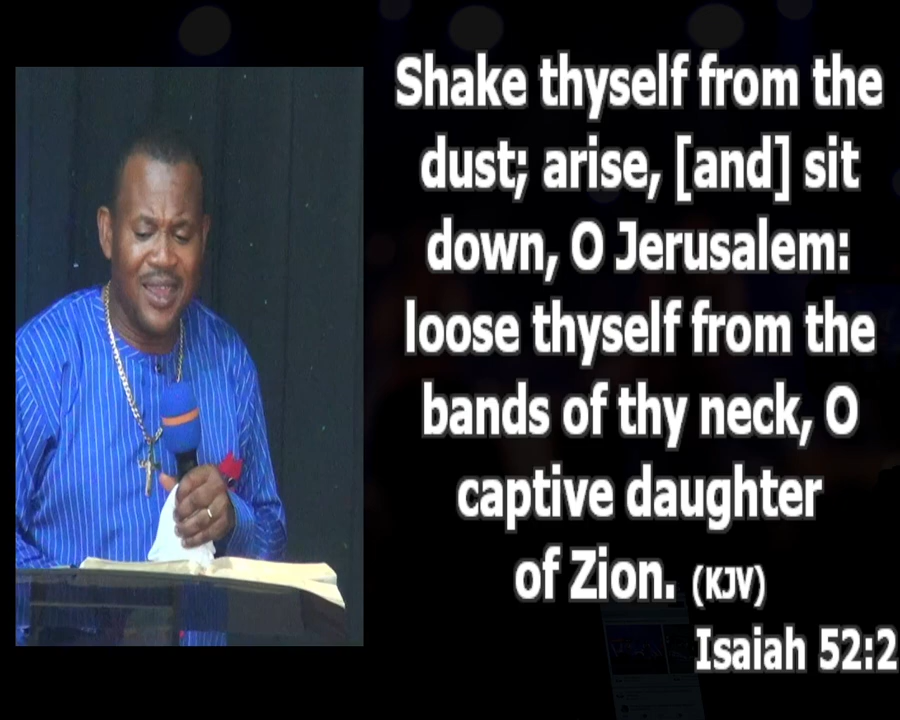 Shake thyself from the
dust; arise, [and] sit
down, O Jerusalem:
loose thyself from the
bands of thy neck, O
captive daughter
of Zion. (KJV)
Isaiah 52:2